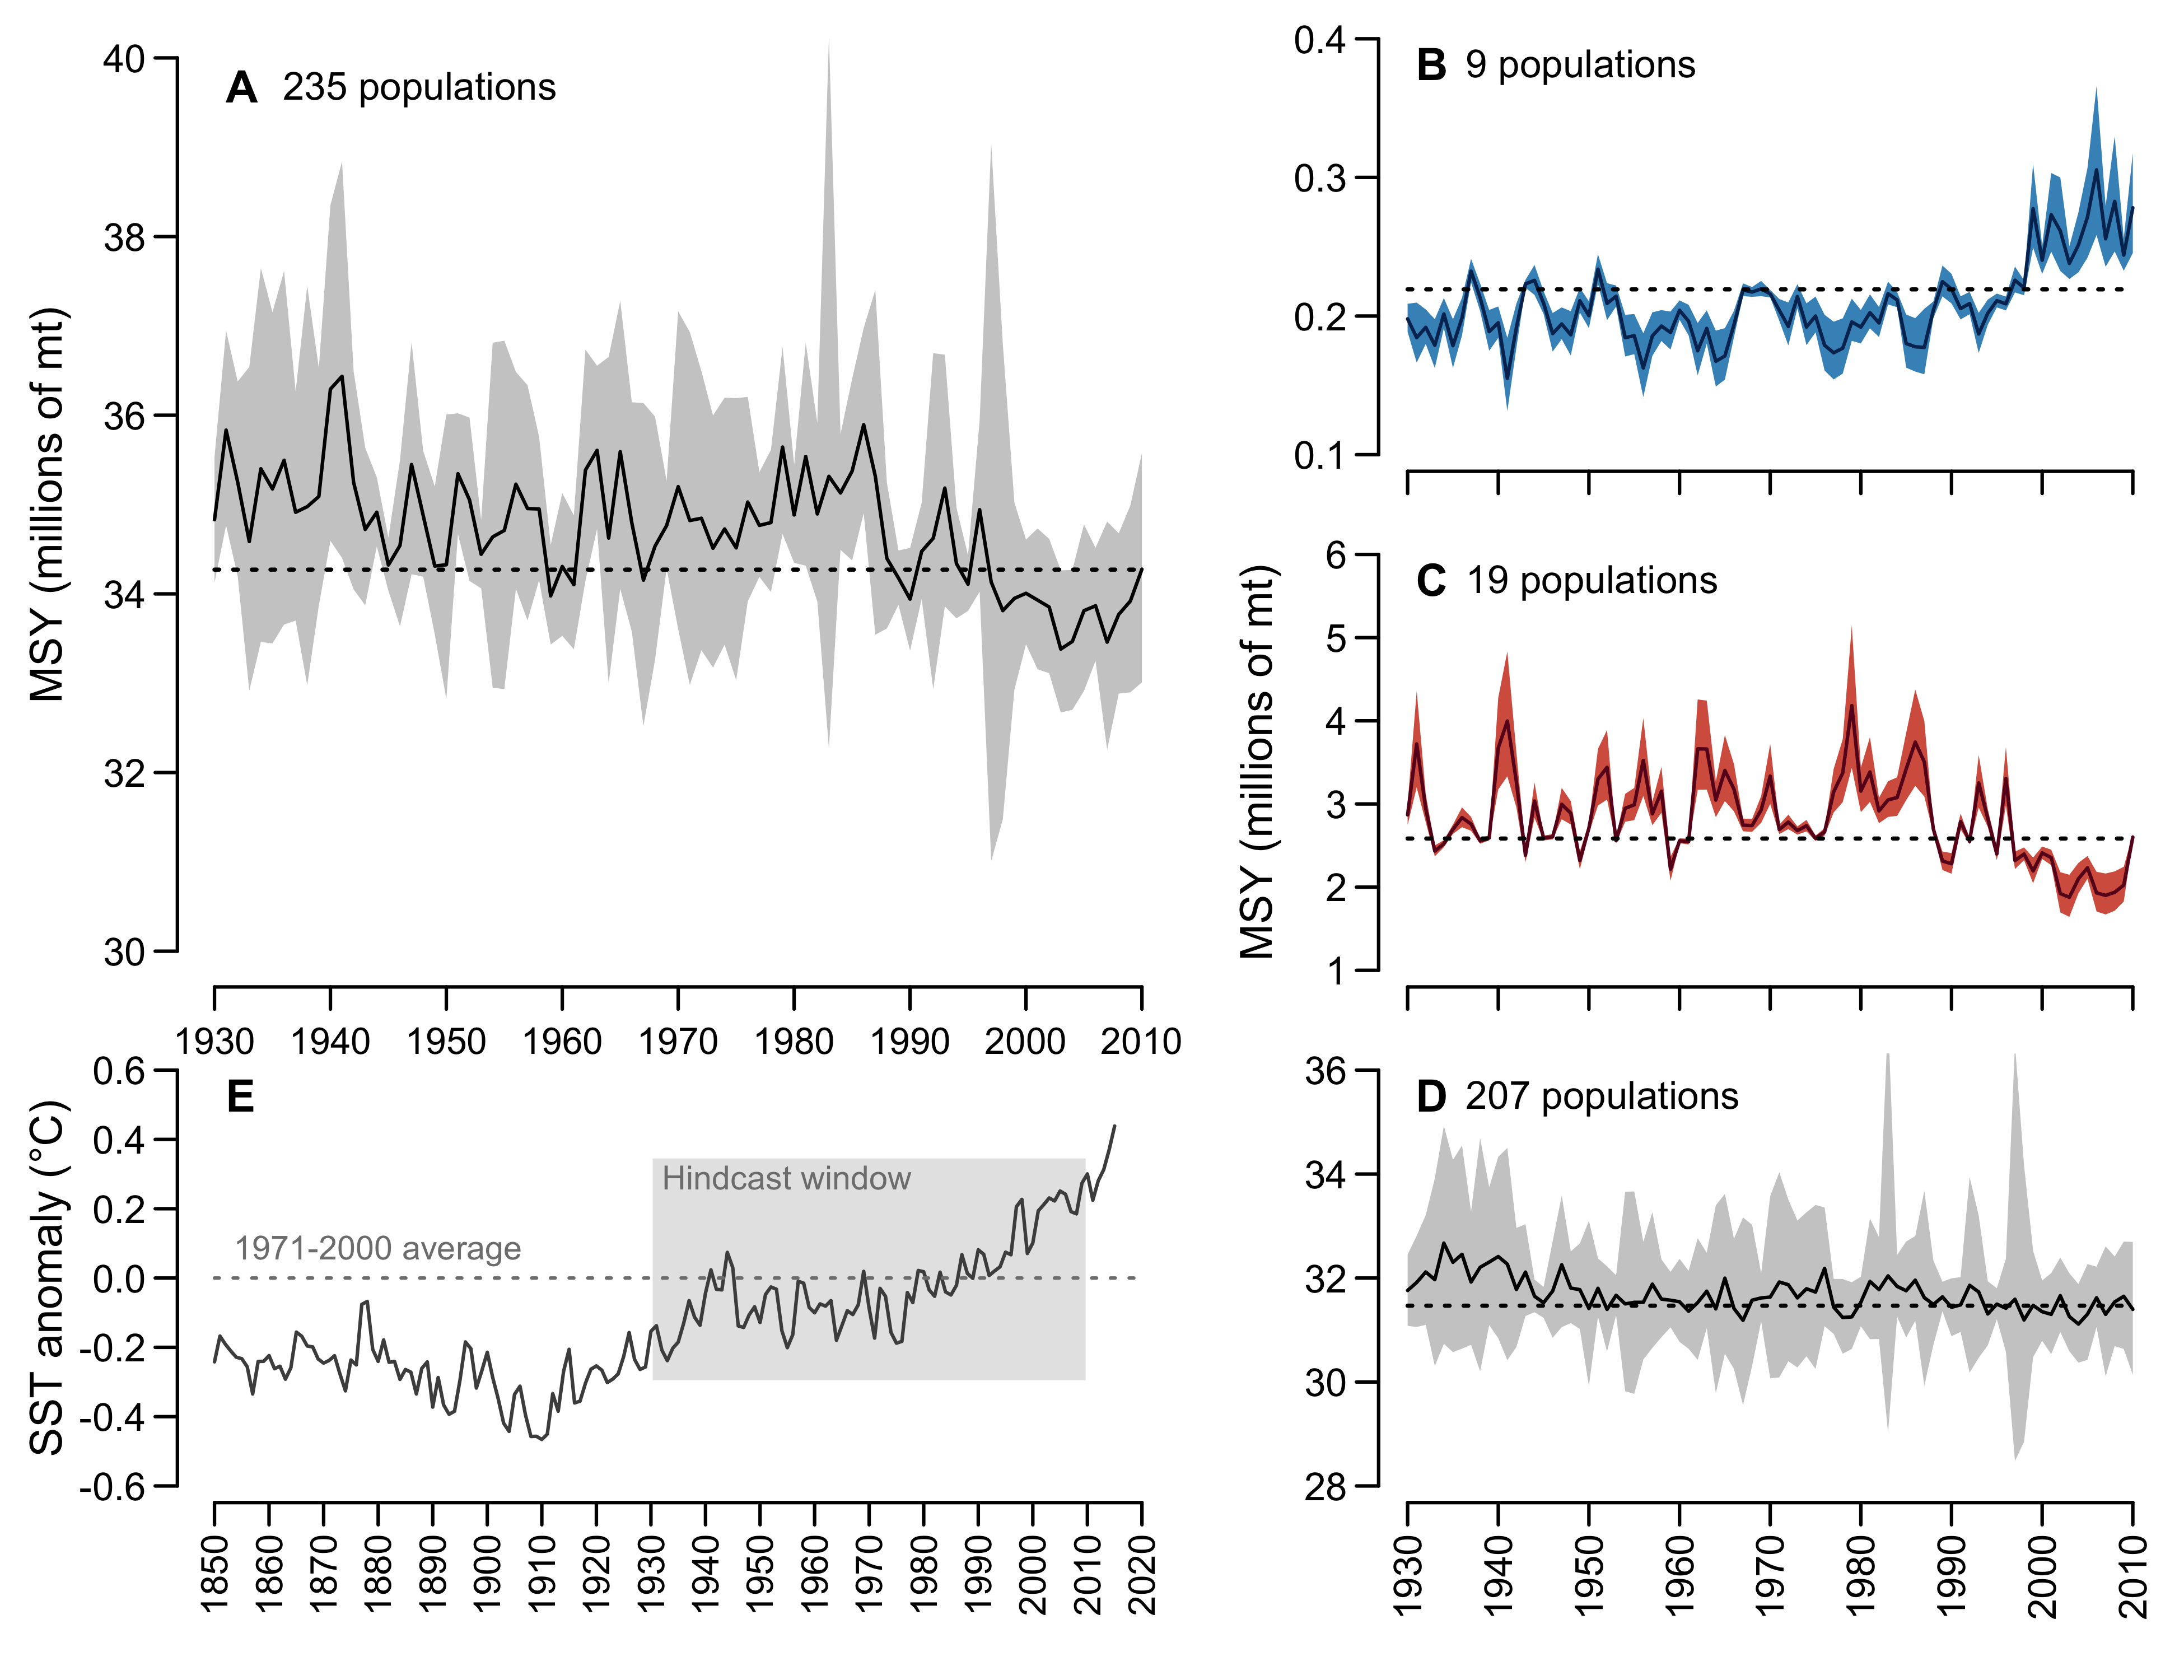 A 235 populations
MSY (millions of mt)
40
38
36
34
32
30
1930 1940 1950 1960 1970 1980 1990 2000 2010
B 9 populations
0.4
0.3
0.2
0.1
MSY (millions of mt)
C 19 populations
6
5
4
3
2
1
D 207 populations
36
34
32
30
28
1930 1940 1950 1960 1970 1980 1990 2000 2010
E
SST anomaly (°C)
0.6
0.4
0.2
0.0
-0.2
-0.4
-0.6
Hindcast window
1971-2000 average
1850 1860 1870 1880 1890 1900 1910 1920 1930 1940 1950 1960 1970 1980 1990 2000 2010 2020